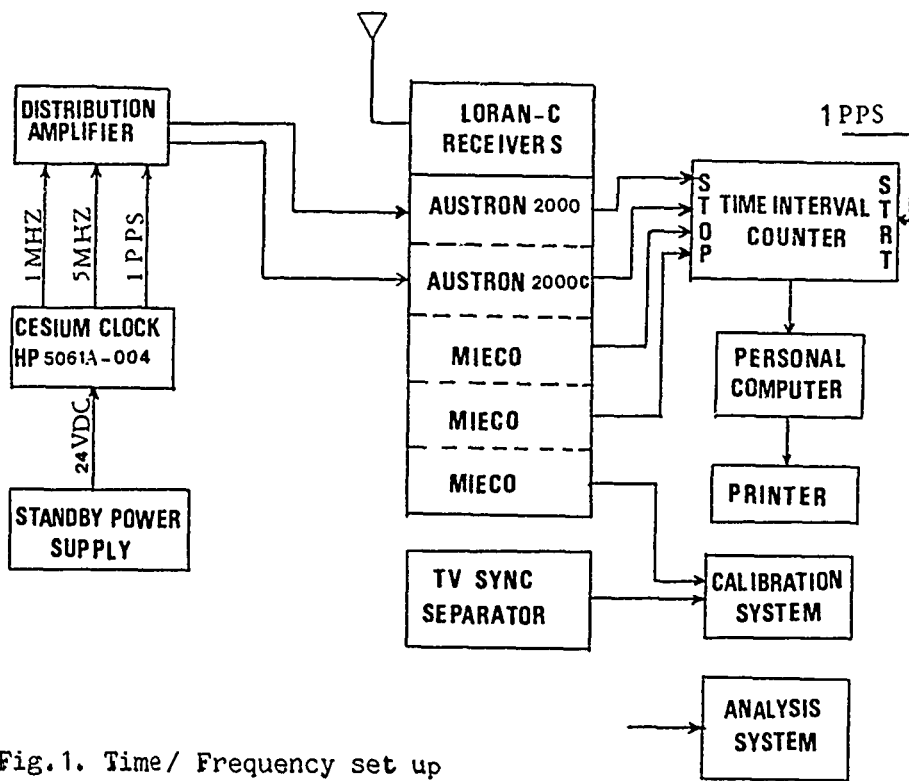 DISTRIBUTION
AMPLIFIER
1MHZ
5MHZ
1PPS
CESIUM CLOCK
HP 5061A-004
24VDC
STANDBY POWER
SUPPLY
LORAN-C
RECEIVERS
AUSTRON 2000
AUSTRON 2000C
MIECO
MIECO
MIECO
TV SYNC
SEPARATOR
1 PPS
STOP
TIME INTERVAL
COUNTER
STRT
PERSONAL
COMPUTER
PRINTER
CALIBRATION
SYSTEM
ANALYSIS
SYSTEM
Fig.1. Time/ Frequency set up